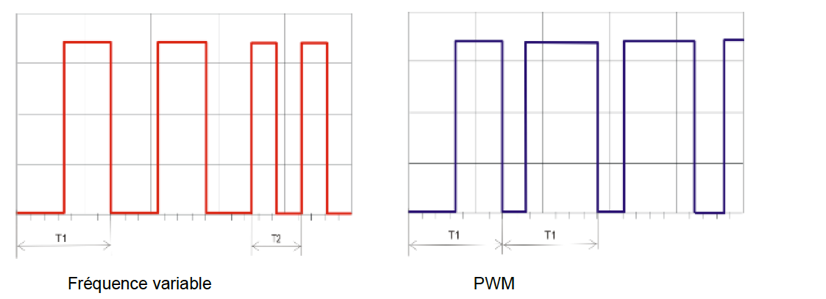 T1
T2
T1
T1
Fréquence variable
PWM